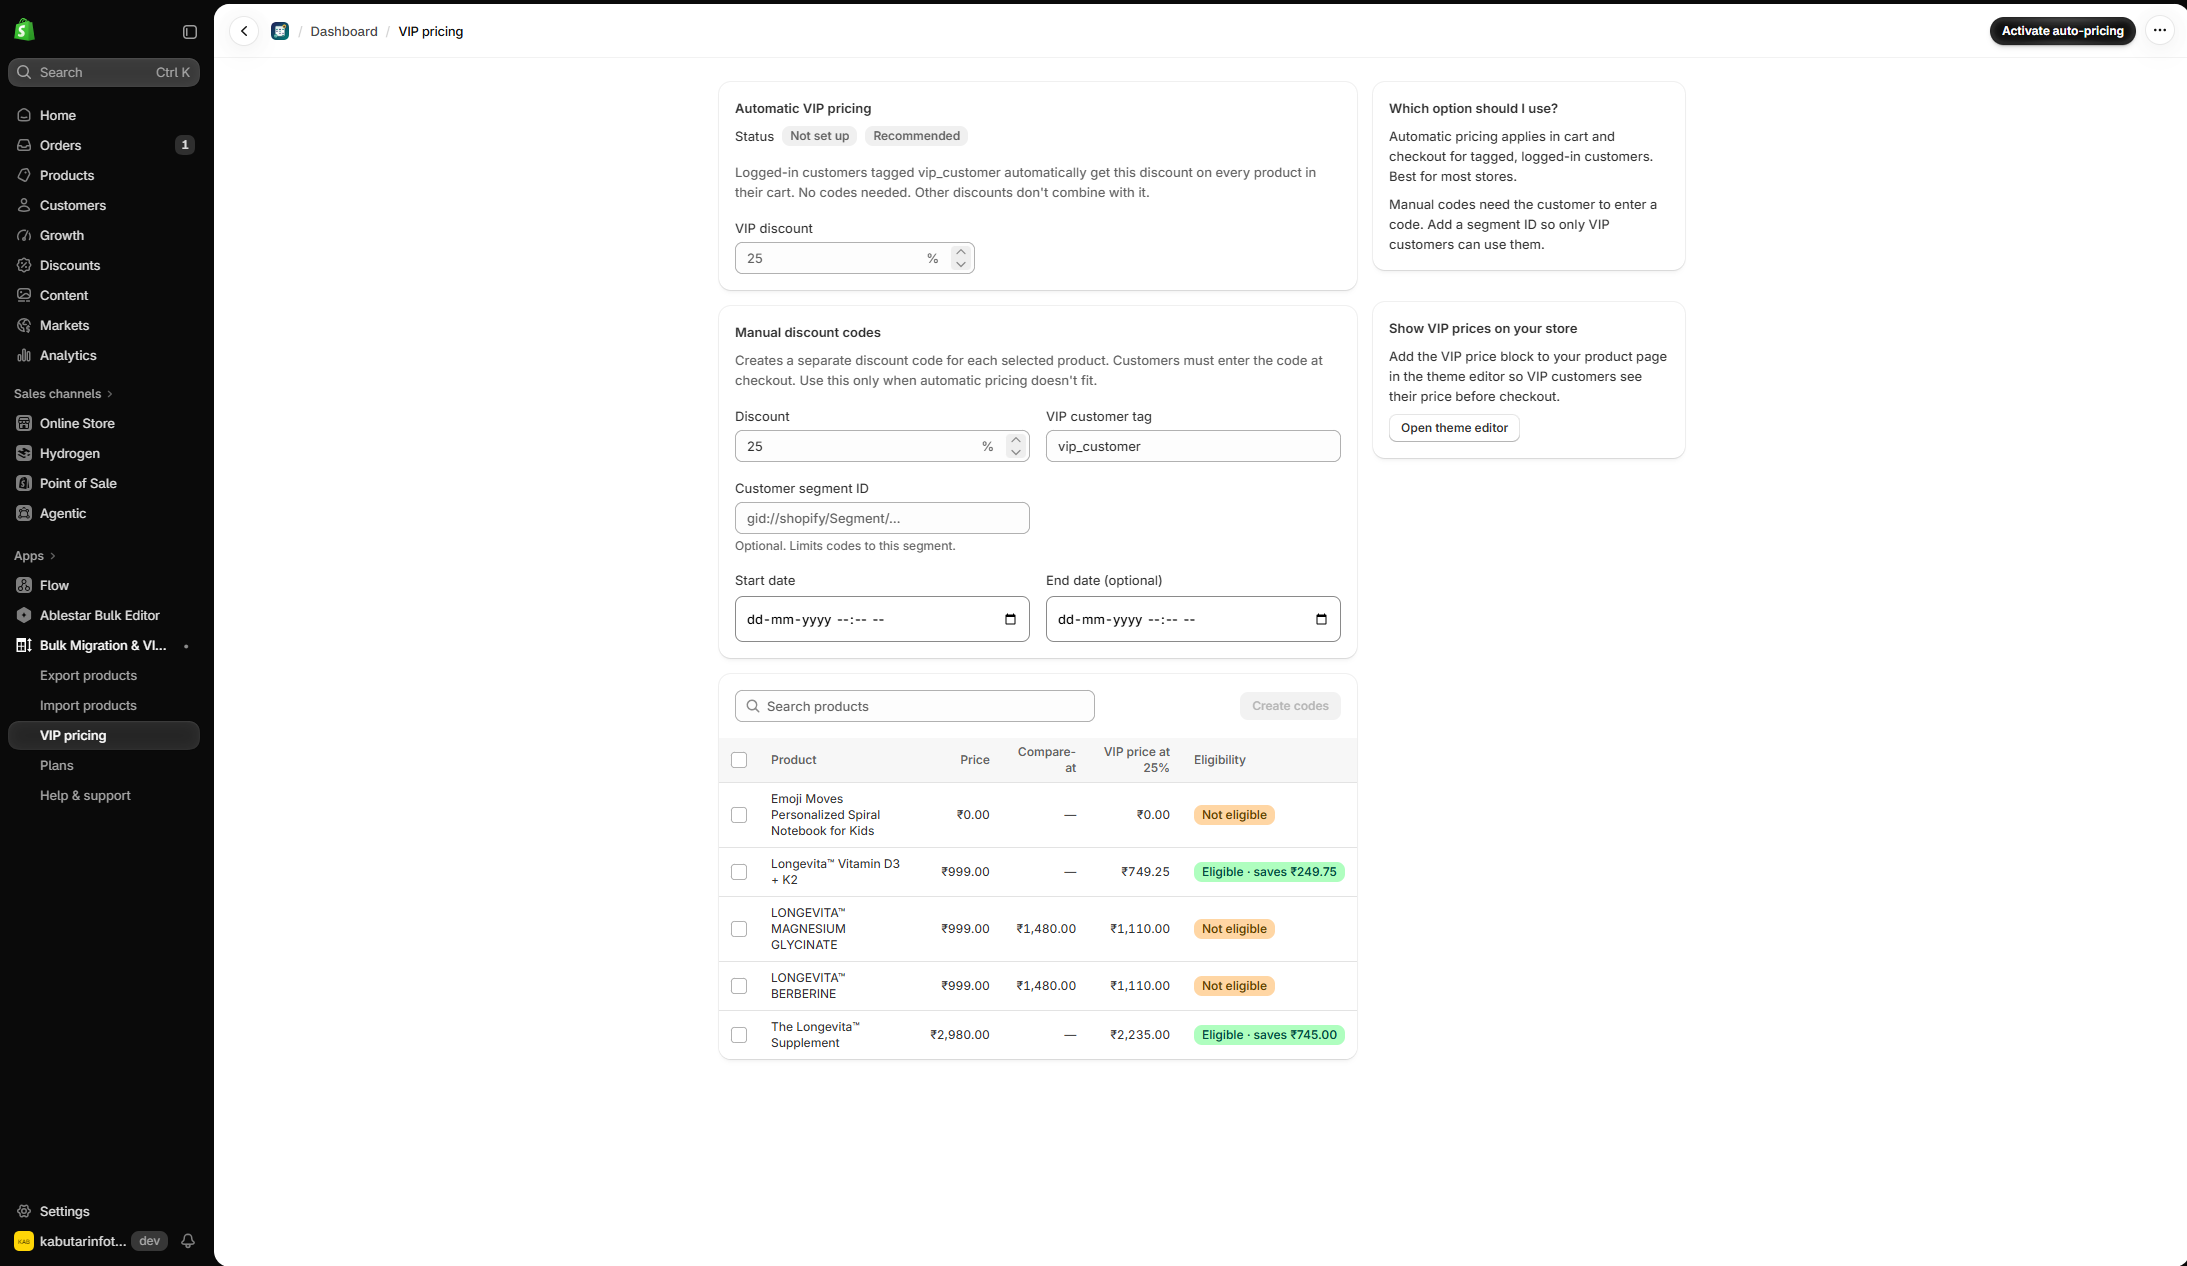 Search Ctrl K
Home
Orders 1
Products
Customers
Growth
Discounts
Content
Markets
Analytics
Sales channels
Online Store
Hydrogen
Point of Sale
Agentic
Apps
Flow
Ablestar Bulk Editor
Bulk Migration & VI...
Export products
Import products
VIP pricing
Plans
Help & support
Settings
KAB kabutarinfot... dev
/ Dashboard / VIP pricing
Activate auto-pricing
Automatic VIP pricing
Status Not set up Recommended
Logged-in customers tagged vip_customer automatically get this discount on every product in
their cart. No codes needed. Other discounts don't combine with it.
VIP discount
25 %
Manual discount codes
Creates a separate discount code for each selected product. Customers must enter the code at
checkout. Use this only when automatic pricing doesn't fit.
Discount VIP customer tag
25 % vip_customer
Customer segment ID
gid://shopify/Segment/...
Optional. Limits codes to this segment.
Start date End date (optional)
dd-mm-yyyy --:-- -- dd-mm-yyyy --:-- --
Search products Create codes
Product Price Compare-at VIP price at 25% Eligibility
Emoji Moves
Personalized Spiral
Notebook for Kids
₹0.00 — ₹0.00 Not eligible
Longevita™ Vitamin D3
+ K2
₹999.00 — ₹749.25 Eligible · saves ₹249.75
LONGEVITA™
MAGNESIUM
GLYCINATE
₹999.00 ₹1,480.00 ₹1,110.00 Not eligible
LONGEVITA™
BERBERINE
₹999.00 ₹1,480.00 ₹1,110.00 Not eligible
The Longevita™
Supplement
₹2,980.00 — ₹2,235.00 Eligible · saves ₹745.00
Which option should I use?
Automatic pricing applies in cart and
checkout for tagged, logged-in customers.
Best for most stores.
Manual codes need the customer to enter a
code. Add a segment ID so only VIP
customers can use them.
Show VIP prices on your store
Add the VIP price block to your product page
in the theme editor so VIP customers see
their price before checkout.
Open theme editor